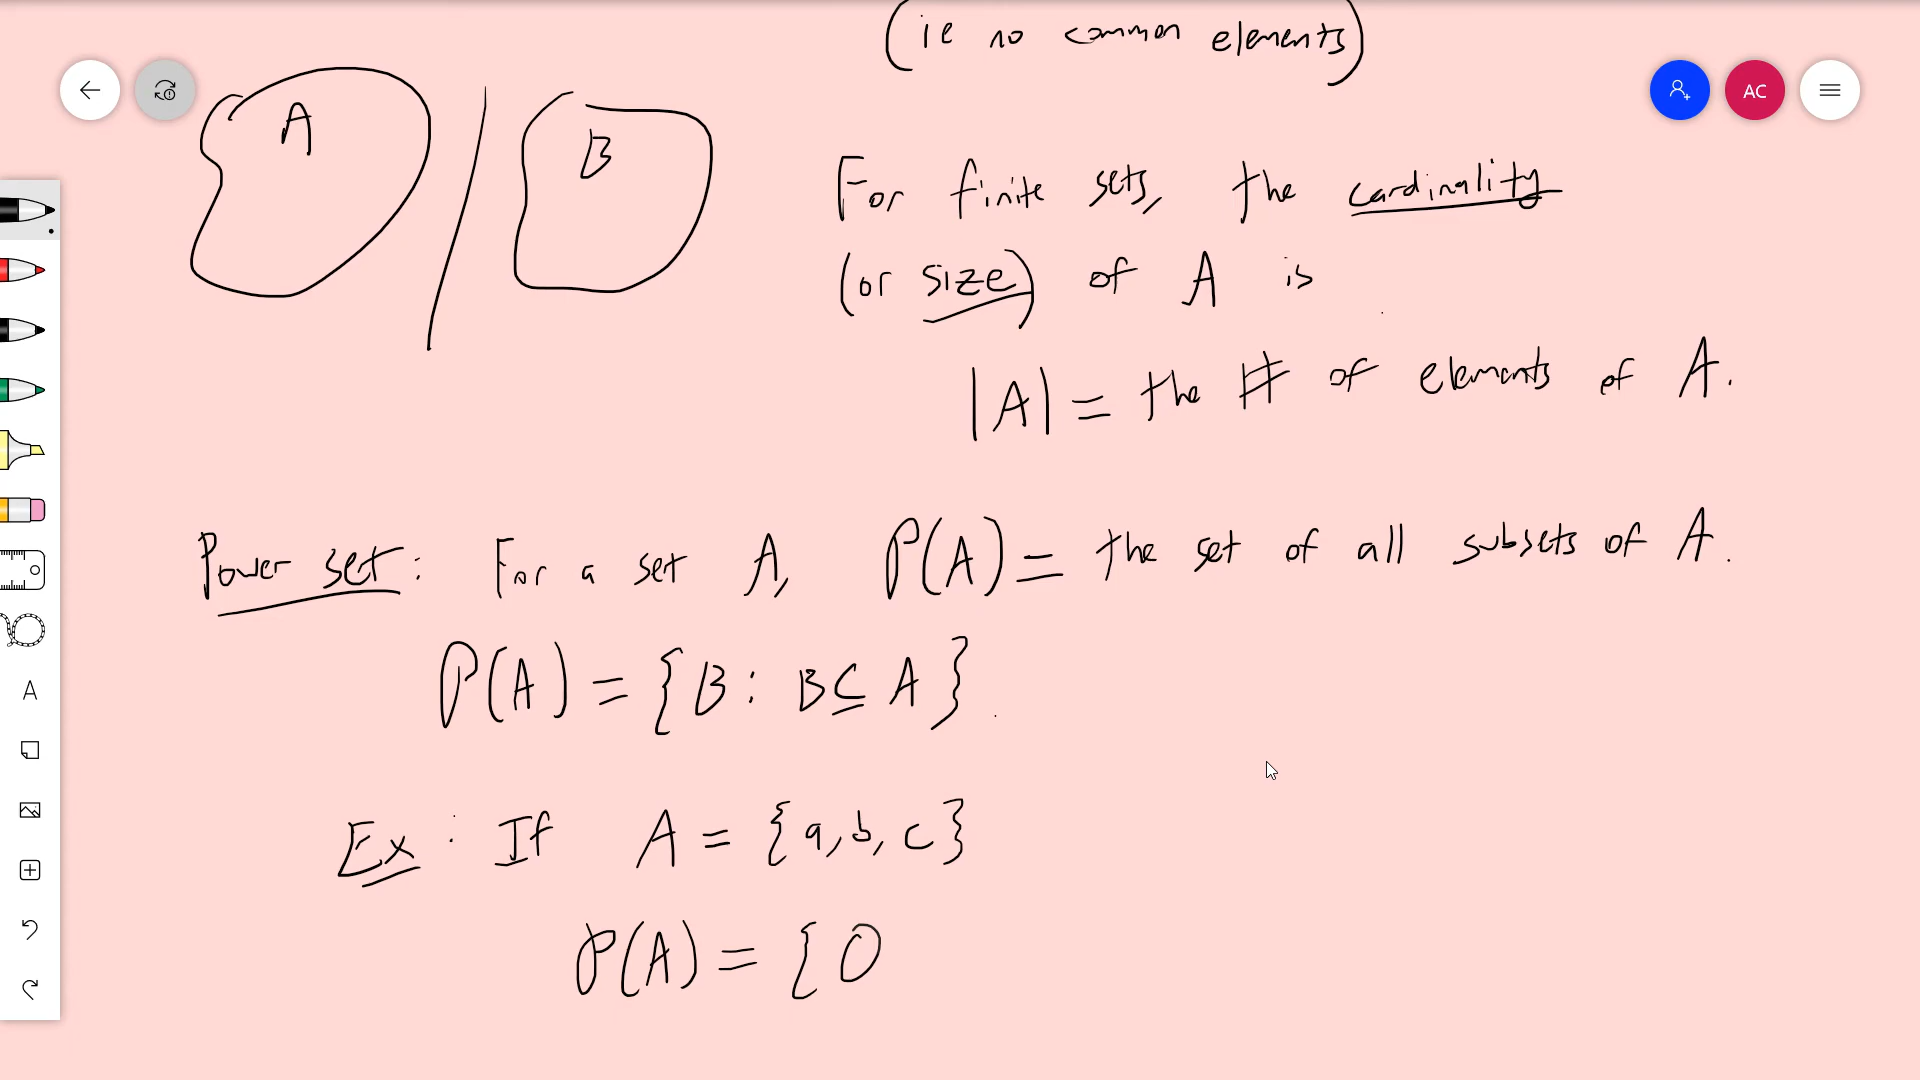 (ie no common elements)
AC
A
B
For finite sets, the cardinality
(or size) of A is
|A| = the # of elements of A.
Power set: For a set A, P(A) = the set of all subsets of A.
P(A) = {B : B ⊆ A}.
Ex: If A = {a, b, c}
P(A) = { 0
A